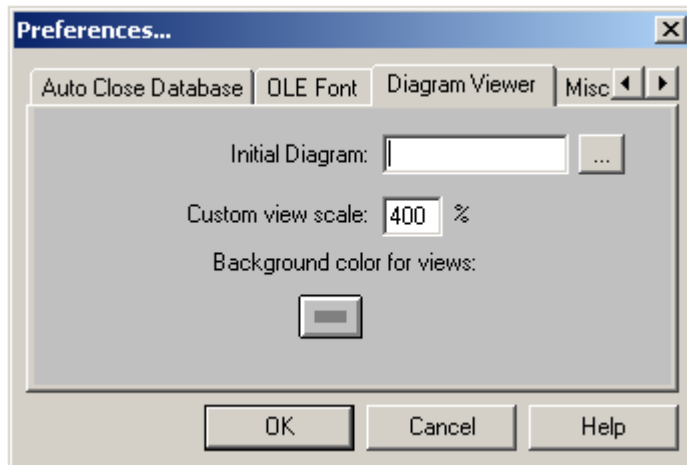 Preferences...
Auto Close Database OLE Font Diagram Viewer Misc
Initial Diagram: ...
Custom view scale: 400 %
Background color for views:
OK Cancel Help